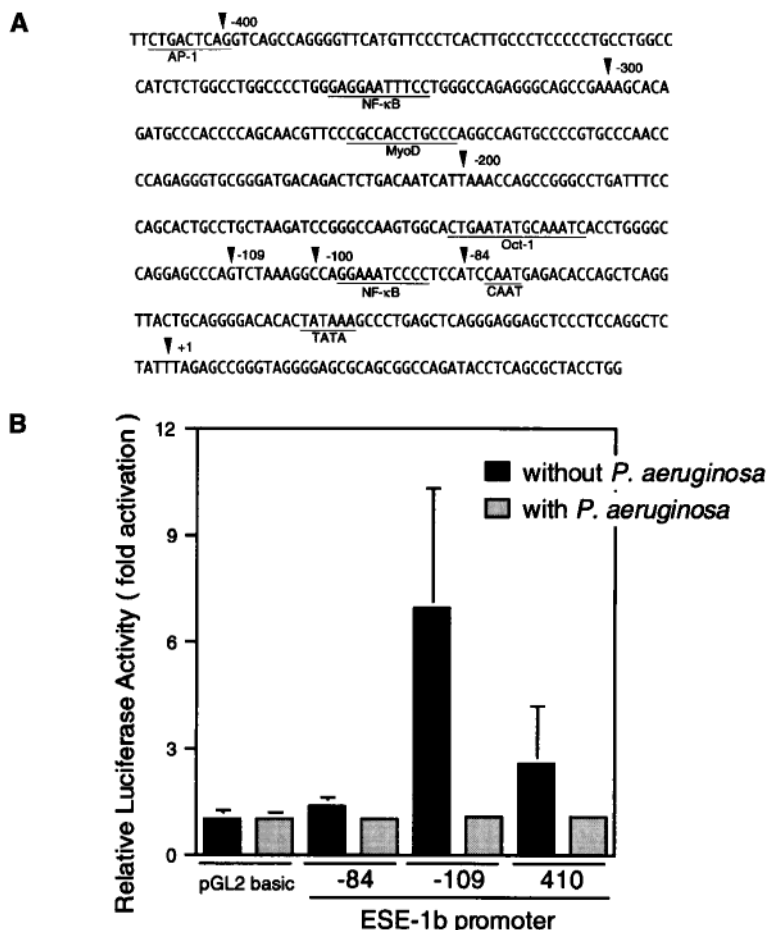 A
-400
TTCTGACTCAGGTCAGCCAGGGGTTCATGTTCCCTCACTTGCCCTCCCCCTGCCTGGCC
AP-1
-300
CATCTCTGGCCTGGCCCCTGGGAGGAATTTCCTGGGCCAGAGGGCAGCCGAAAGCACA
NF-κB
GATGCCCACCCCAGCAACGTTCCCGCCACCTGCCCAGGCCAGTGCCCCGTGCCCAACC
MyoD
-200
CCAGAGGGTGCGGGATGACAGACTCTGACAATCATTAAACCAGCCGGGCCTGATTTCC
CAGCACTGCCTGCTAAGATCCGGGCCAAGTGGCACTGAATATGCAAATCACCTGGGGC
Oct-1
-109 -100 -84
CAGGAGCCCAGTCTAAAGGCCAGGAAATCCCCTCCATCCAATGAGACACCAGCTCAGG
NF-κB CAAT
TTACTGCAGGGGACACACTATAAAGCCCTGAGCTCAGGGAGGAGCTCCCTCCAGGCTC
TATA
+1
TATTTAGAGCCGGGTAGGGGAGCGCAGCGGCCAGATACCTCAGCGCTACCTGG
B
Relative Luciferase Activity ( fold activation )
12
9
6
3
0
without P. aeruginosa
with P. aeruginosa
pGL2 basic -84 -109 410
ESE-1b promoter